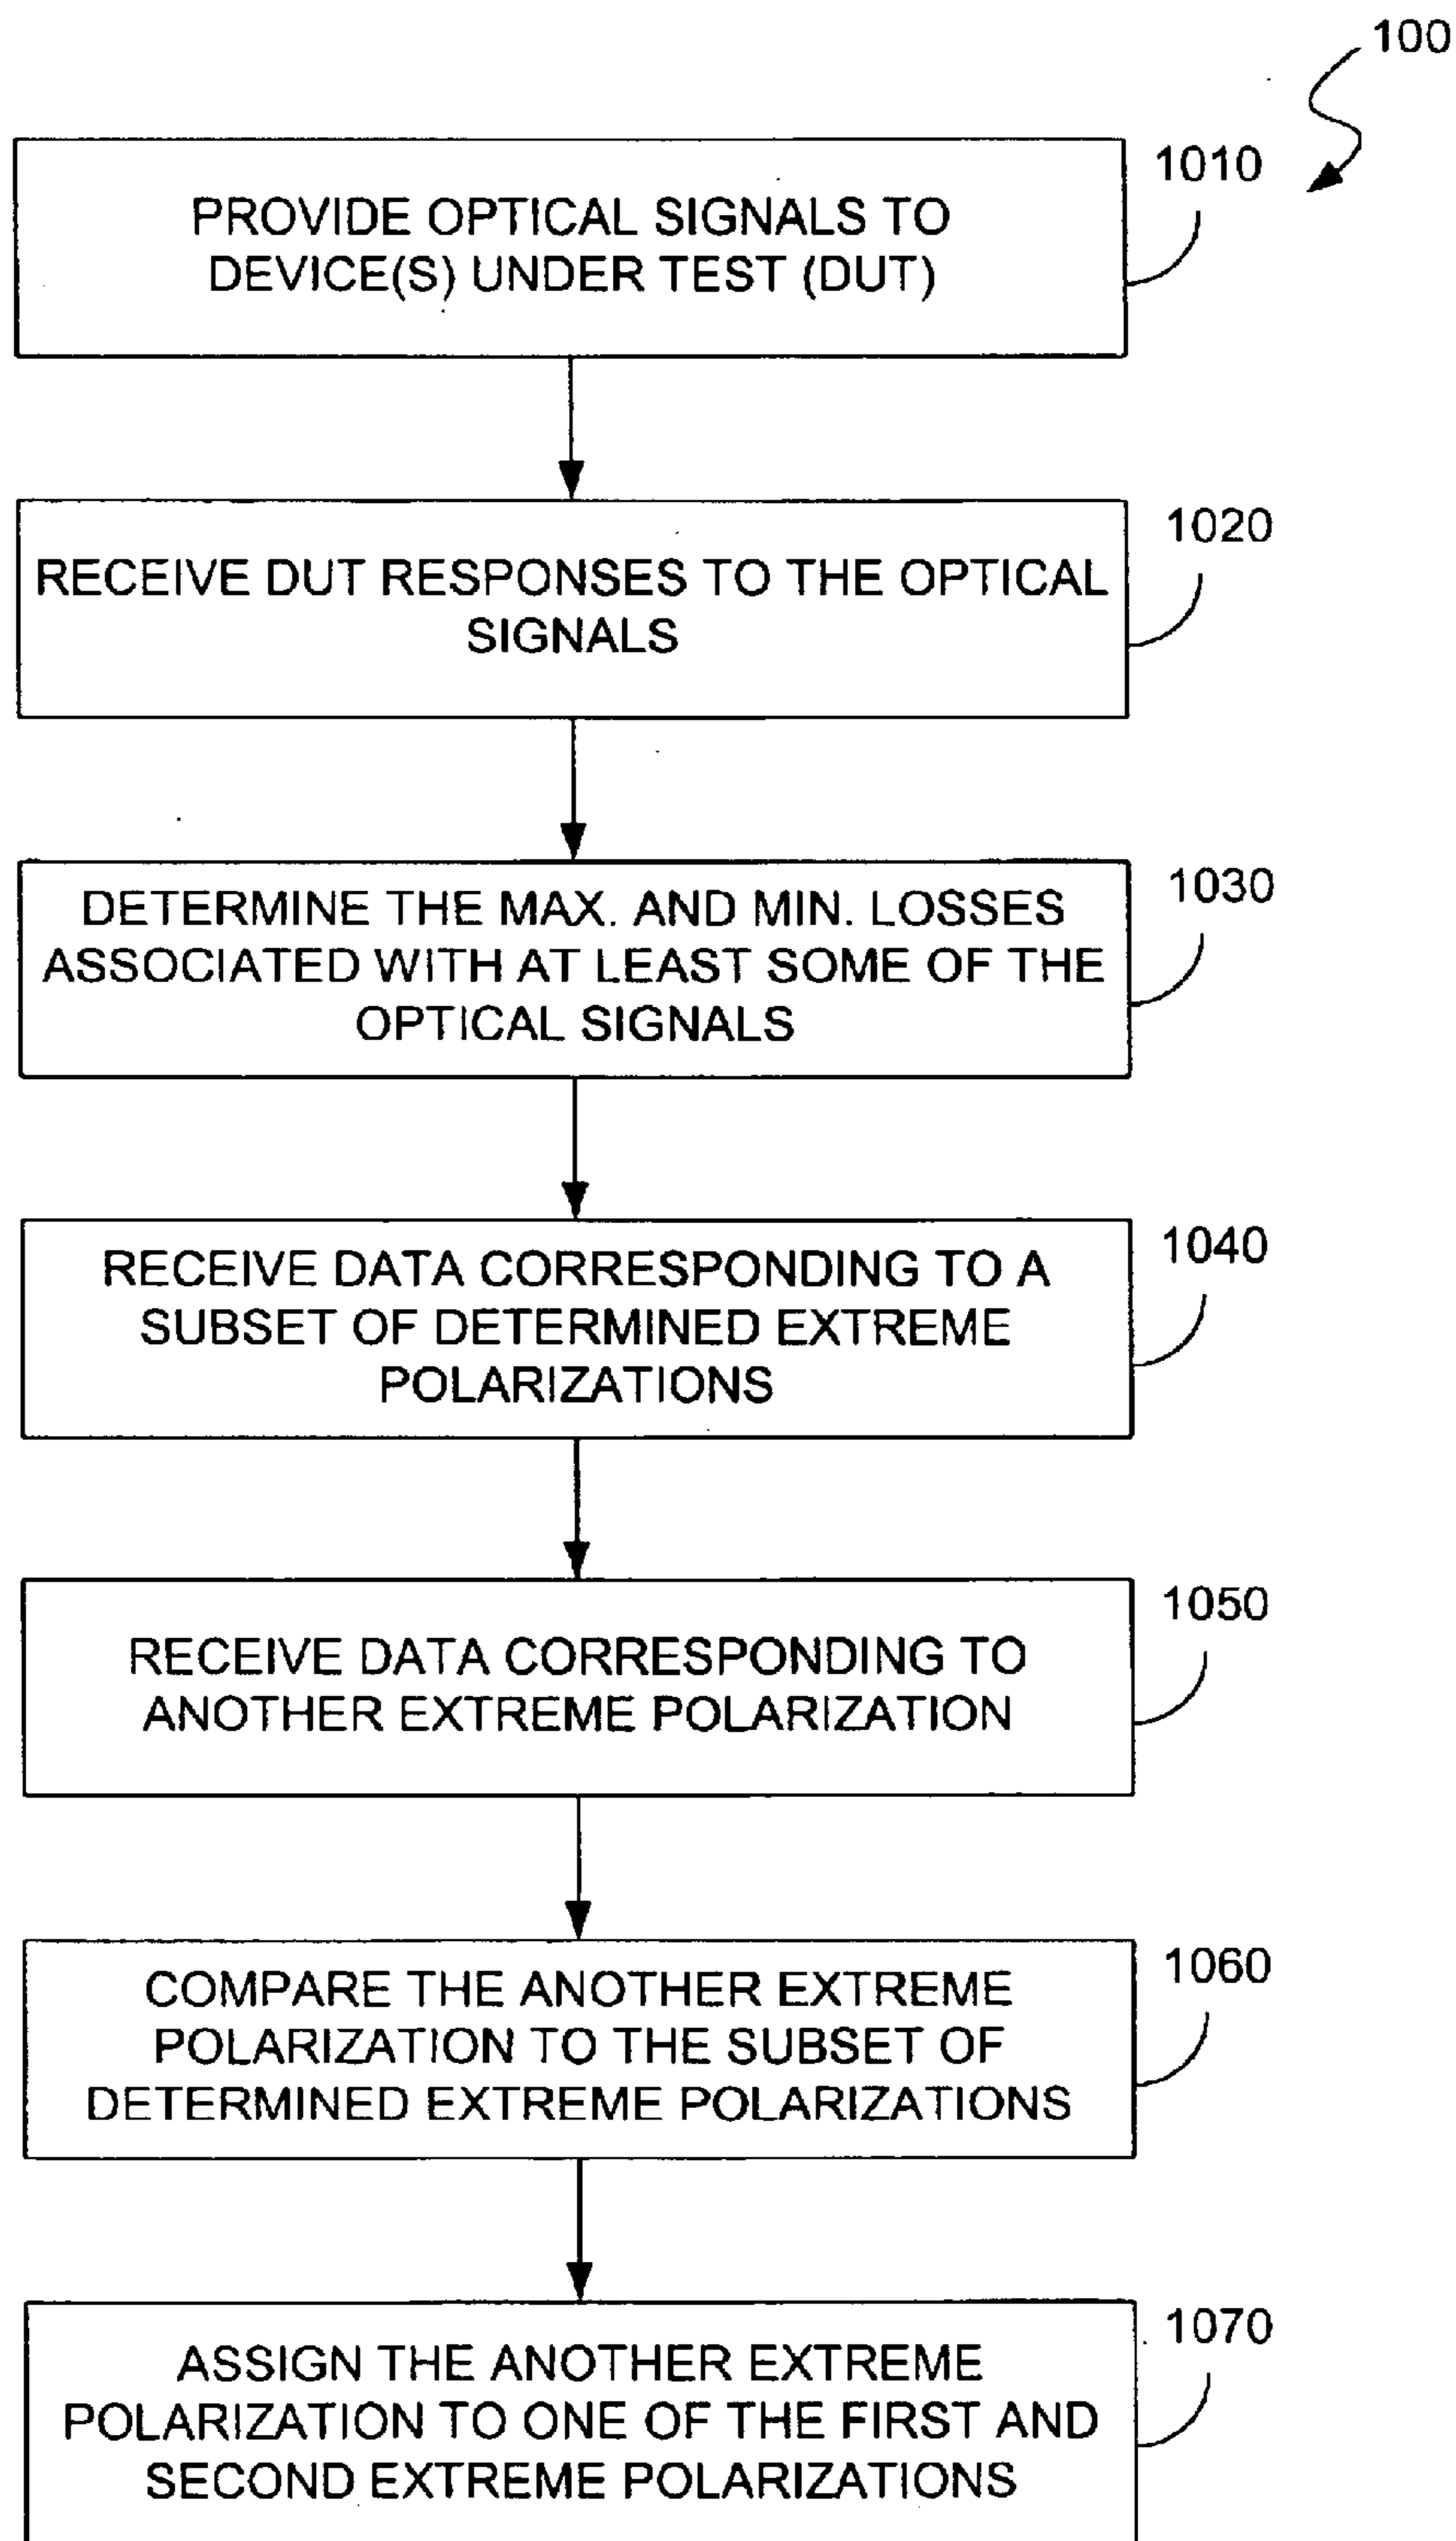 100
1010
PROVIDE OPTICAL SIGNALS TO
DEVICE(S) UNDER TEST (DUT)
1020
RECEIVE DUT RESPONSES TO THE OPTICAL
SIGNALS
1030
DETERMINE THE MAX. AND MIN. LOSSES
ASSOCIATED WITH AT LEAST SOME OF THE
OPTICAL SIGNALS
1040
RECEIVE DATA CORRESPONDING TO A
SUBSET OF DETERMINED EXTREME
POLARIZATIONS
1050
RECEIVE DATA CORRESPONDING TO
ANOTHER EXTREME POLARIZATION
1060
COMPARE THE ANOTHER EXTREME
POLARIZATION TO THE SUBSET OF
DETERMINED EXTREME POLARIZATIONS
1070
ASSIGN THE ANOTHER EXTREME
POLARIZATION TO ONE OF THE FIRST AND
SECOND EXTREME POLARIZATIONS